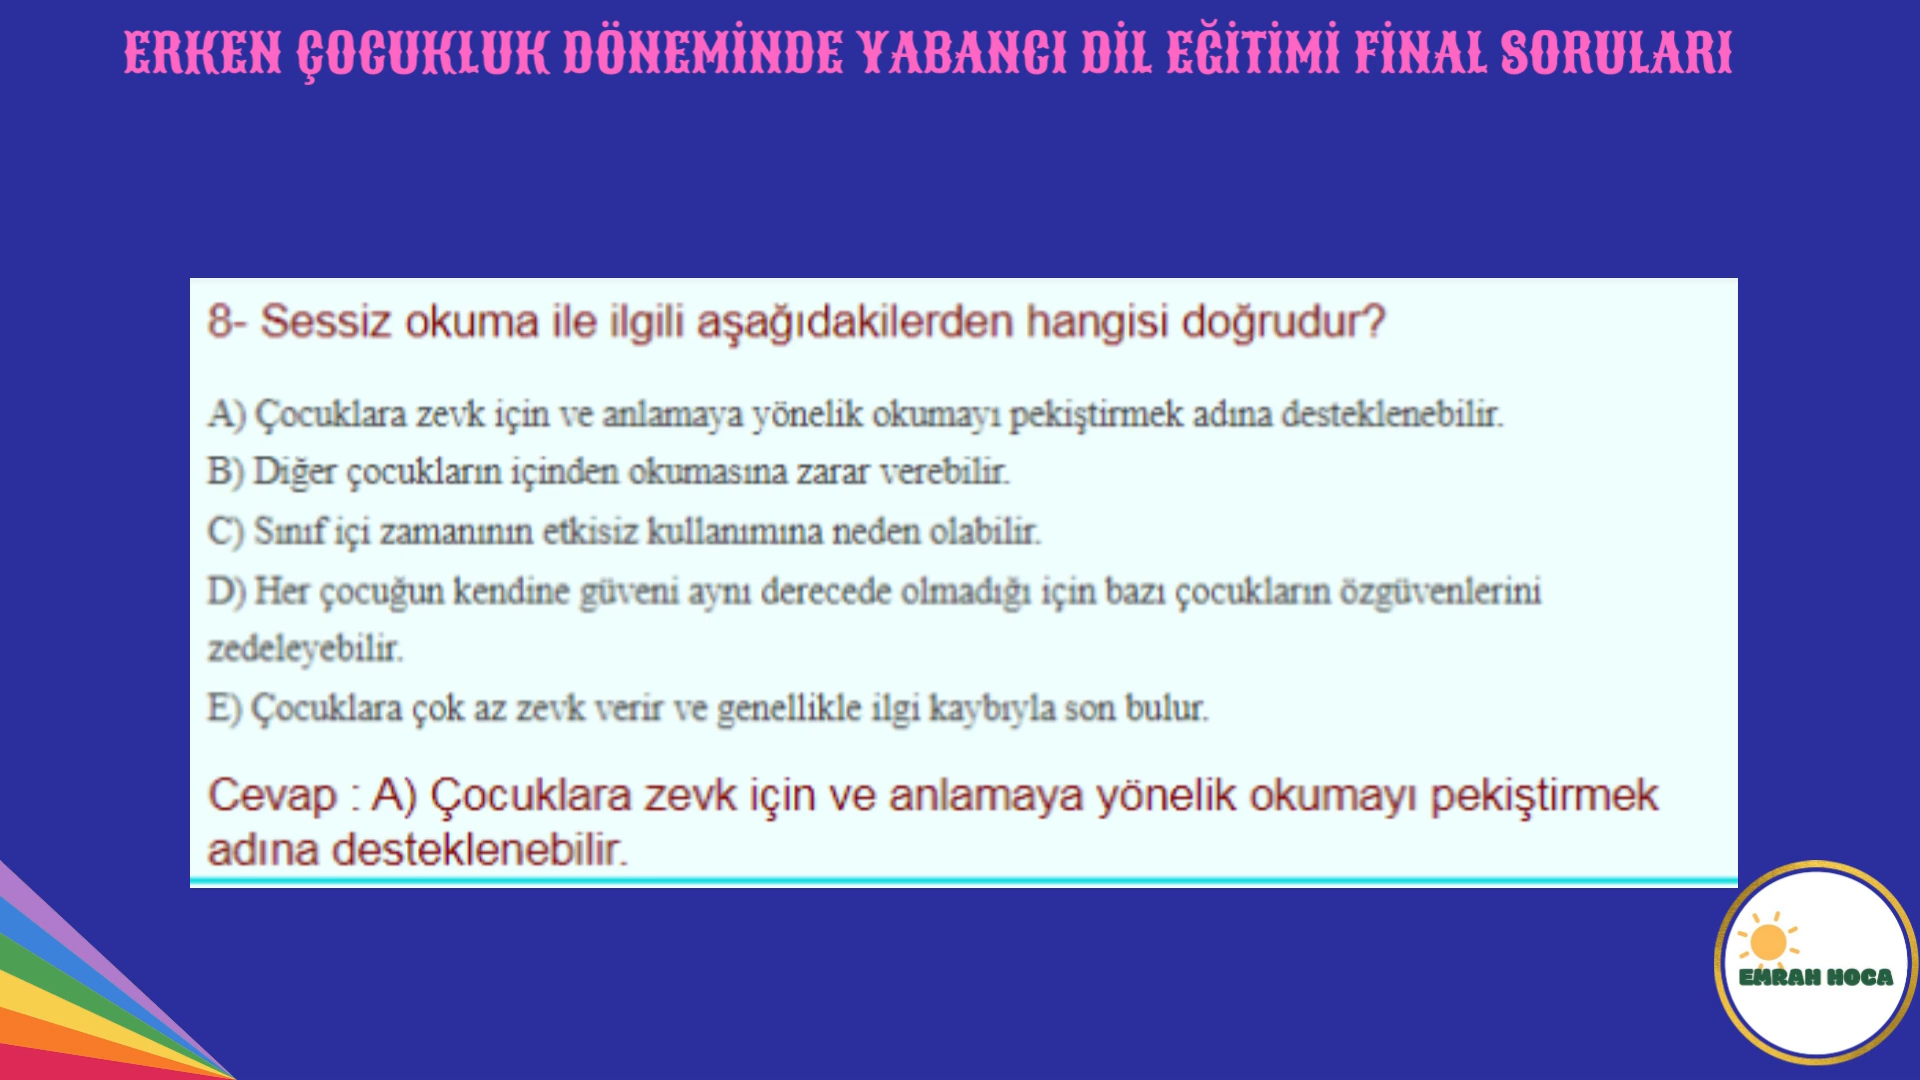 ERKEN ÇOCUKLUK DÖNEMİNDE YABANCI DİL EĞİTİMİ FİNAL SORULARI
8- Sessiz okuma ile ilgili aşağıdakilerden hangisi doğrudur?
A) Çocuklara zevk için ve anlamaya yönelik okumayı pekiştirmek adına desteklenebilir.
B) Diğer çocukların içinden okumasına zarar verebilir.
C) Sınıf içi zamanının etkisiz kullanımına neden olabilir.
D) Her çocuğun kendine güveni aynı derecede olmadığı için bazı çocukların özgüvenlerini
zedeleyebilir.
E) Çocuklara çok az zevk verir ve genellikle ilgi kaybıyla son bulur.
Cevap : A) Çocuklara zevk için ve anlamaya yönelik okumayı pekiştirmek
adına desteklenebilir.
EMRAH HOCA